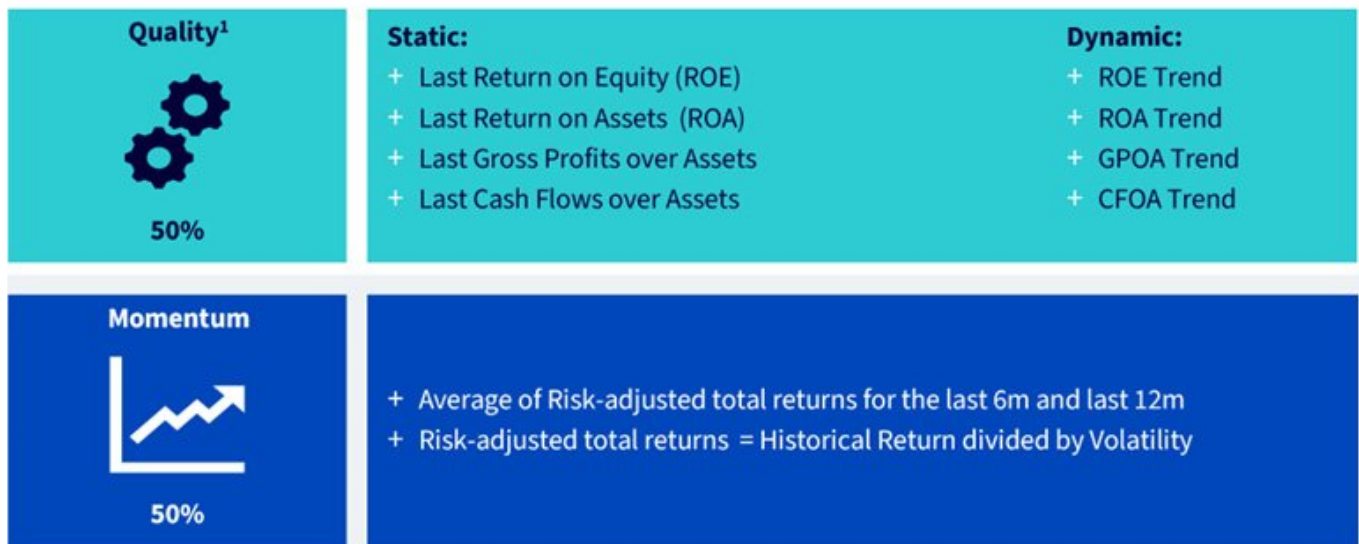 Quality¹
50%
Static:
+ Last Return on Equity (ROE)
+ Last Return on Assets (ROA)
+ Last Gross Profits over Assets
+ Last Cash Flows over Assets
Dynamic:
+ ROE Trend
+ ROA Trend
+ GPOA Trend
+ CFOA Trend
Momentum
50%
+ Average of Risk-adjusted total returns for the last 6m and last 12m
+ Risk-adjusted total returns = Historical Return divided by Volatility